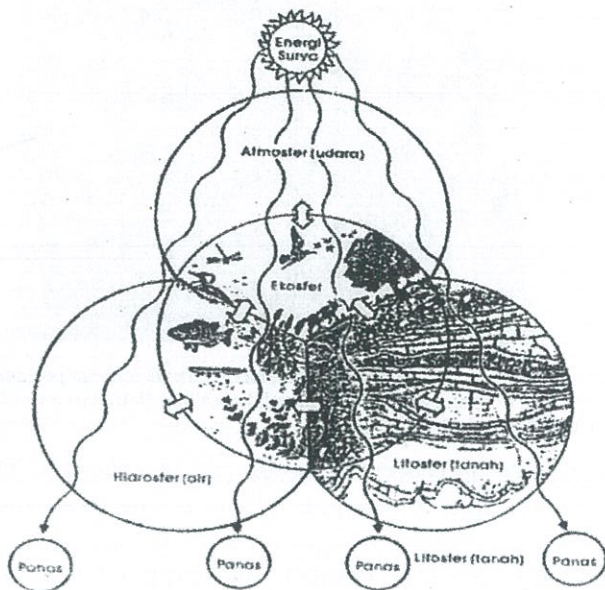 Energi
Surya
Atmosfer (udara)
Ekosfer
Litosfer (tanah)
Hidrosfer (air)
Panas
Panas
Panas
Litosfer (tanah)
Panas